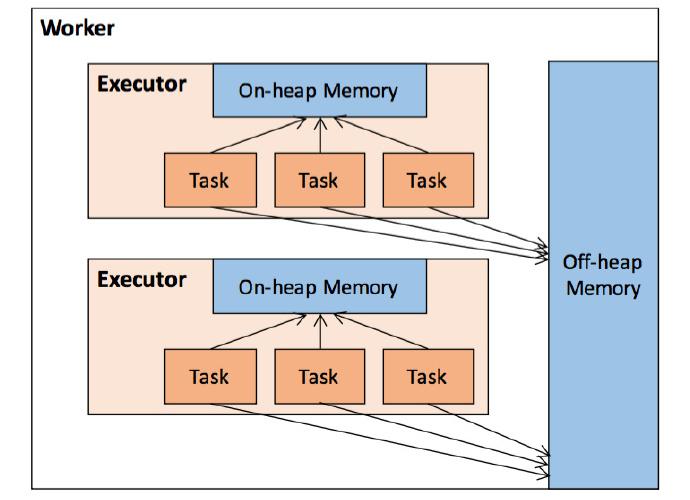 Worker
Executor
On-heap Memory
Task
Task
Task
Off-heap
Memory
Executor
On-heap Memory
Task
Task
Task